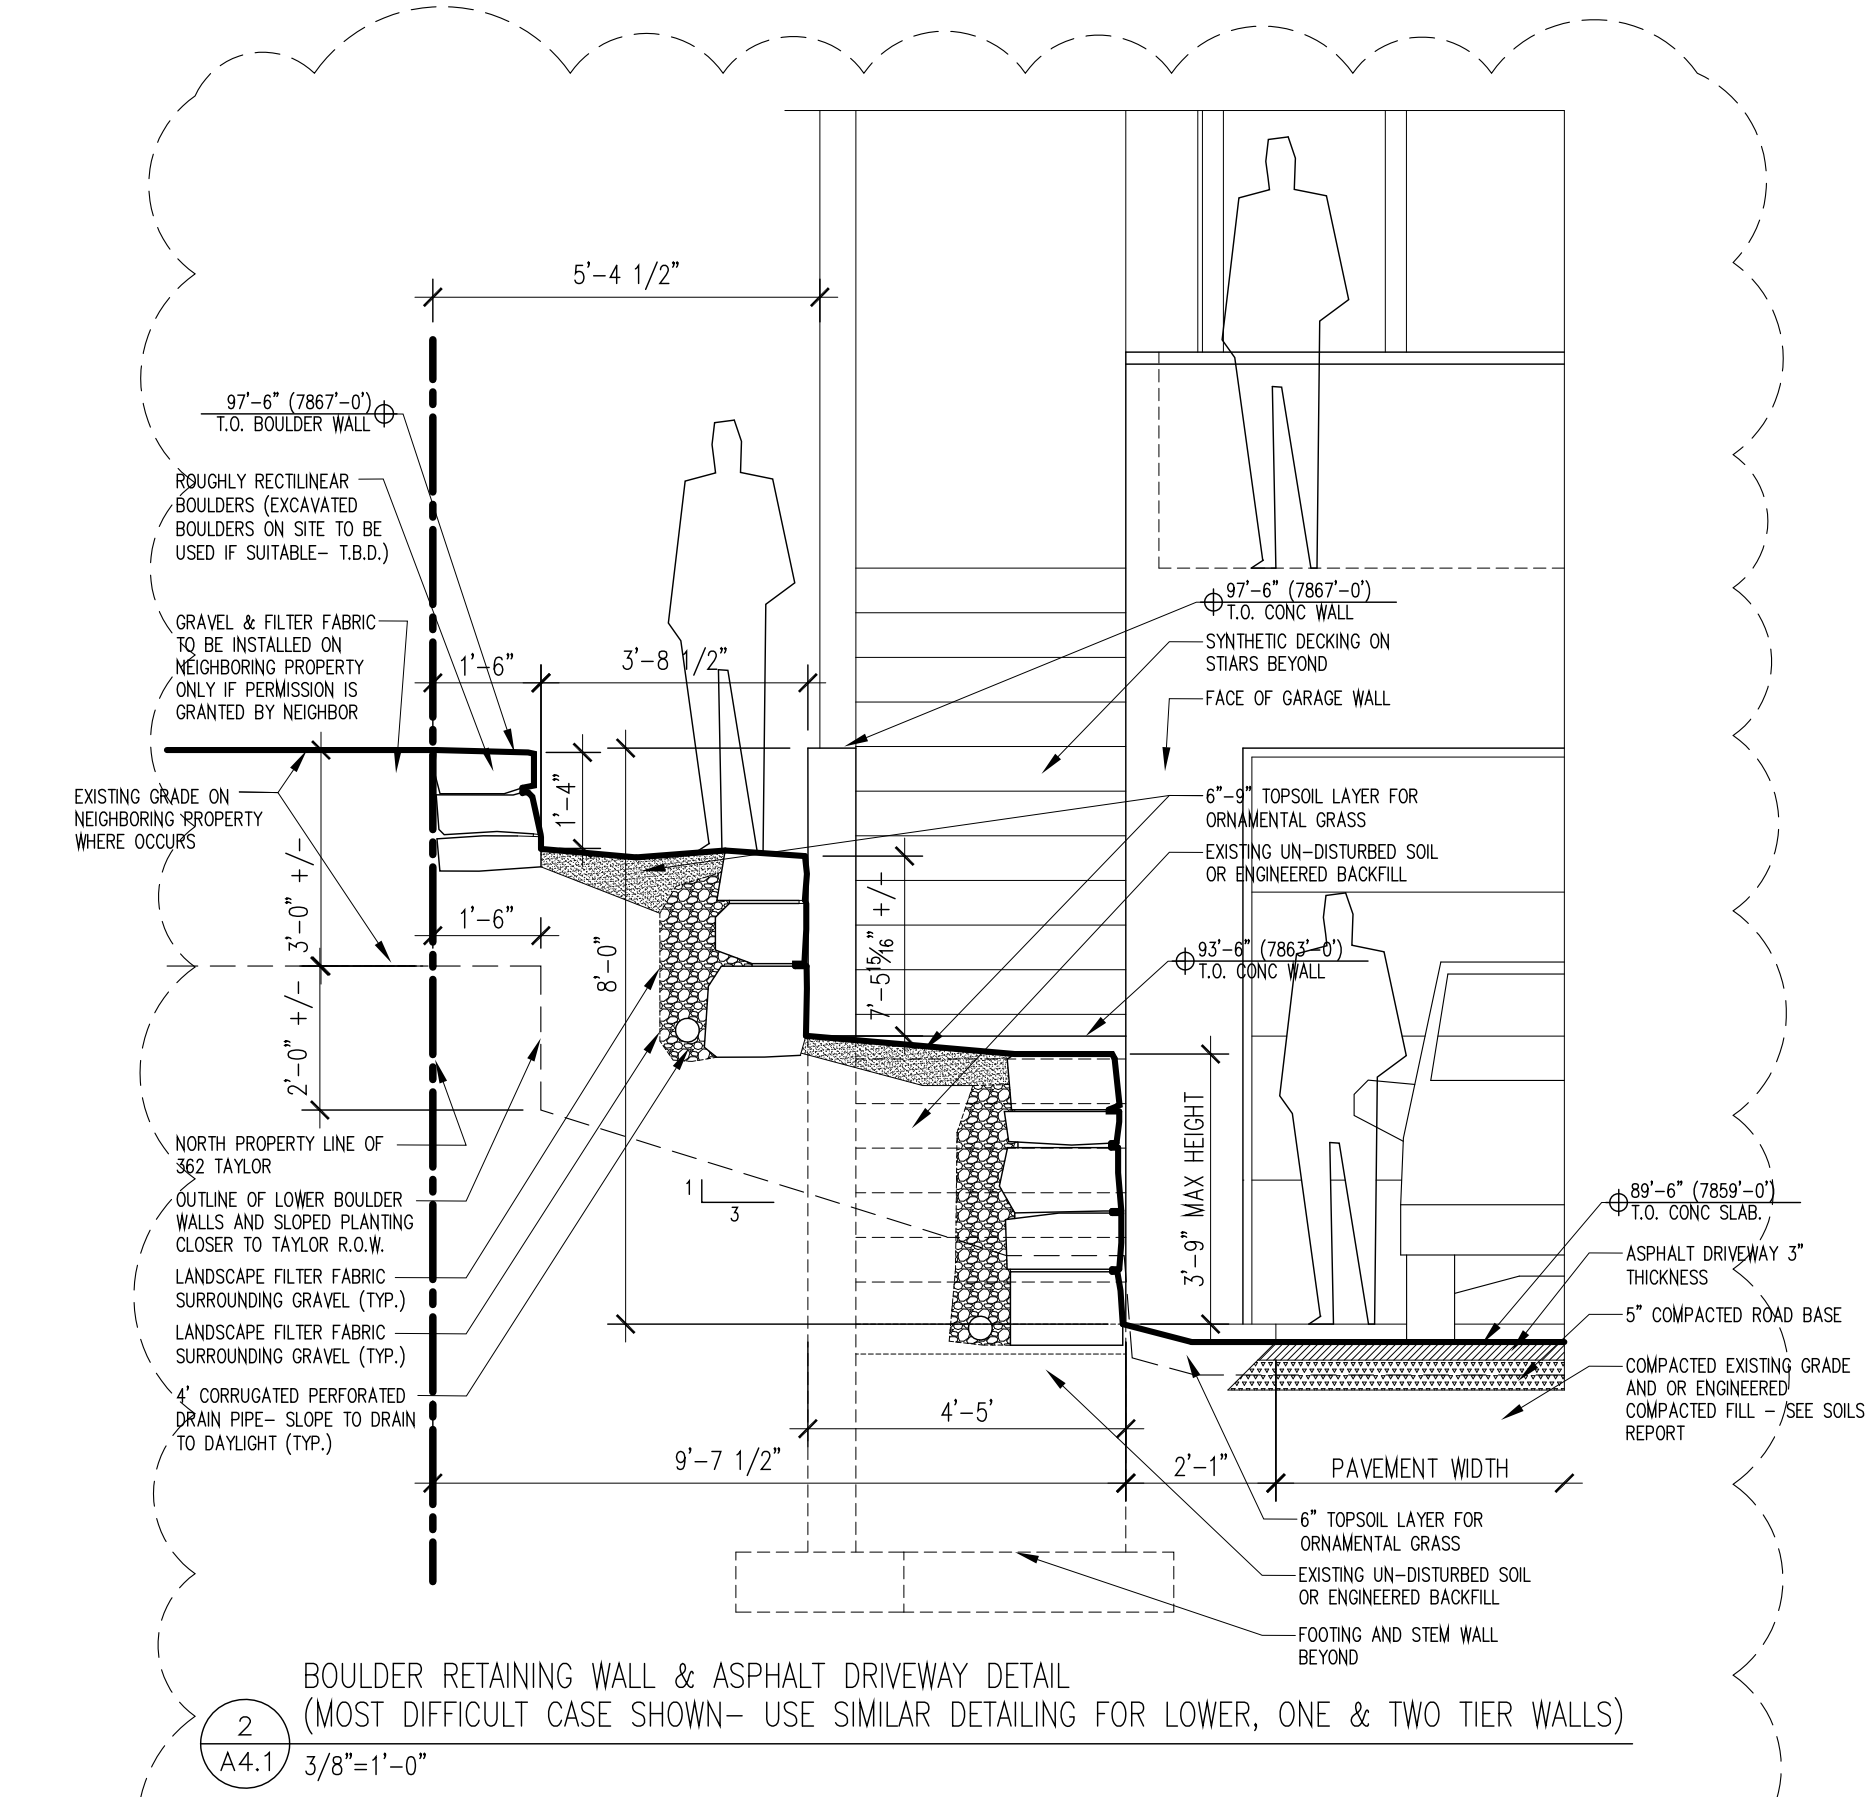 5'-4 1/2"
97'-6" (7867'-0')
T.O. BOULDER WALL
ROUGHLY RECTILINEAR
BOULDERS (EXCAVATED
BOULDERS ON SITE TO BE
USED IF SUITABLE- T.B.D.)
GRAVEL & FILTER FABRIC
TO BE INSTALLED ON
NEIGHBORING PROPERTY
ONLY IF PERMISSION IS
GRANTED BY NEIGHBOR
1'-6"
3'-8 1/2"
97'-6" (7867'-0')
T.O. CONC WALL
SYNTHETIC DECKING ON
STIARS BEYOND
FACE OF GARAGE WALL
EXISTING GRADE ON
NEIGHBORING PROPERTY
WHERE OCCURS
1'-4"
6"-9" TOPSOIL LAYER FOR
ORNAMENTAL GRASS
EXISTING UN-DISTURBED SOIL
OR ENGINEERED BACKFILL
3'-0" +/-
1'-6"
8'-0"
7'-5 15/16" +/-
93'-6" (7863'-0')
T.O. CONC WALL
2'-0" +/-
3'-9" MAX HEIGHT
NORTH PROPERTY LINE OF
362 TAYLOR
OUTLINE OF LOWER BOULDER
WALLS AND SLOPED PLANTING
CLOSER TO TAYLOR R.O.W.
1
3
LANDSCAPE FILTER FABRIC
SURROUNDING GRAVEL (TYP.)
LANDSCAPE FILTER FABRIC
SURROUNDING GRAVEL (TYP.)
4' CORRUGATED PERFORATED
DRAIN PIPE- SLOPE TO DRAIN
TO DAYLIGHT (TYP.)
89'-6" (7859'-0')
T.O. CONC SLAB.
ASPHALT DRIVEWAY 3"
THICKNESS
5" COMPACTED ROAD BASE
COMPACTED EXISTING GRADE
AND OR ENGINEERED
COMPACTED FILL - SEE SOILS
REPORT
4'-5'
9'-7 1/2"
2'-1"
PAVEMENT WIDTH
6" TOPSOIL LAYER FOR
ORNAMENTAL GRASS
EXISTING UN-DISTURBED SOIL
OR ENGINEERED BACKFILL
FOOTING AND STEM WALL
BEYOND
BOULDER RETAINING WALL & ASPHALT DRIVEWAY DETAIL
(MOST DIFFICULT CASE SHOWN- USE SIMILAR DETAILING FOR LOWER, ONE & TWO TIER WALLS)
2
A4.1
3/8"=1'-0"